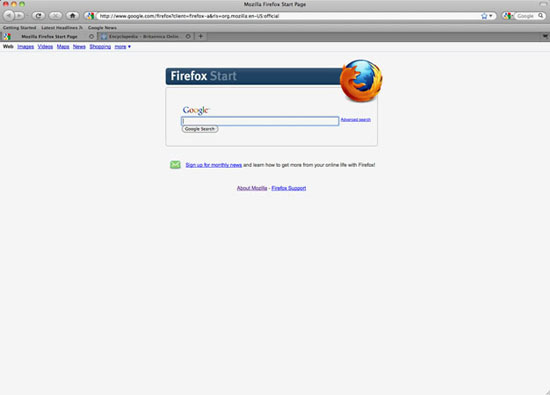 Mozilla Firefox Start Page
http://www.google.com/firefox?client=firefox-a&rls=org.mozilla:en-US:official
Google
Getting Started Latest Headlines Google News
Mozilla Firefox Start Page Encyclopedia - Britannica Onlin...
Web Images Videos Maps News Shopping more
Firefox Start
Google
Advanced search
Google Search
Sign up for monthly news and learn how to get more from your online life with Firefox!
About Mozilla - Firefox Support